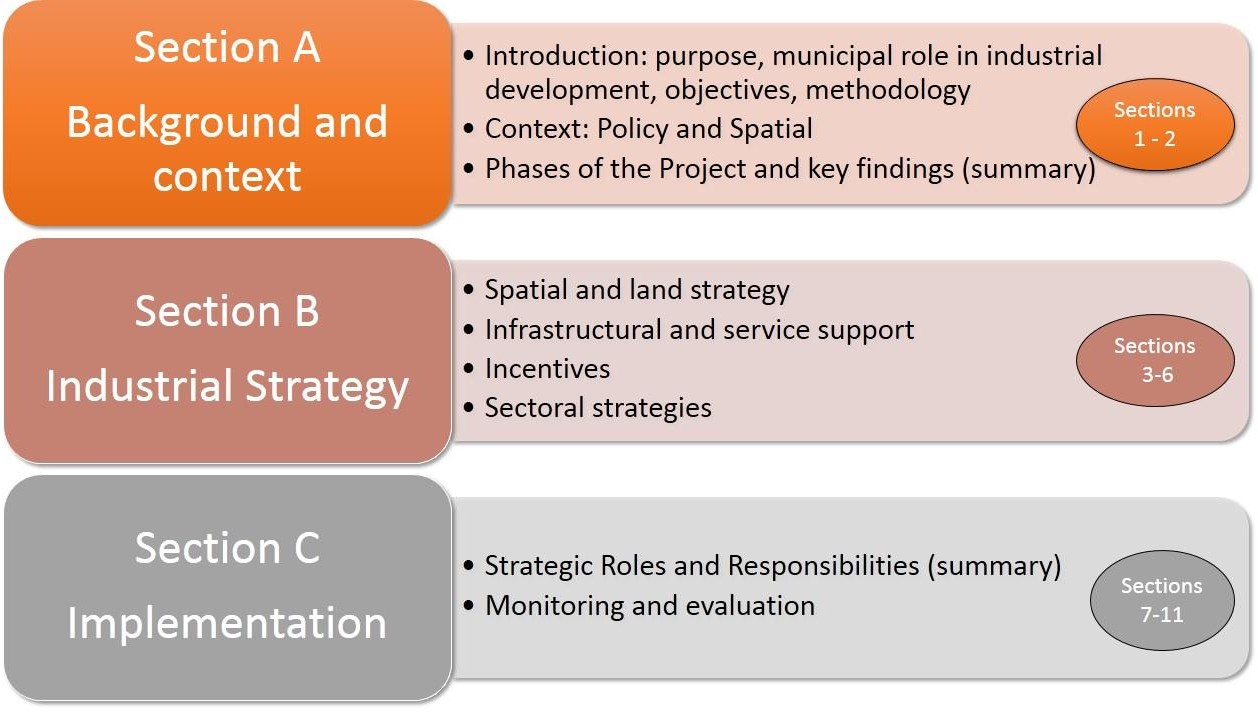 Section A
Background and
context
• Introduction: purpose, municipal role in industrial
development, objectives, methodology
• Context: Policy and Spatial
• Phases of the Project and key findings (summary)
Sections
1 - 2
Section B
Industrial Strategy
• Spatial and land strategy
• Infrastructural and service support
• Incentives
• Sectoral strategies
Sections
3-6
Section C
Implementation
• Strategic Roles and Responsibilities (summary)
• Monitoring and evaluation
Sections
7-11